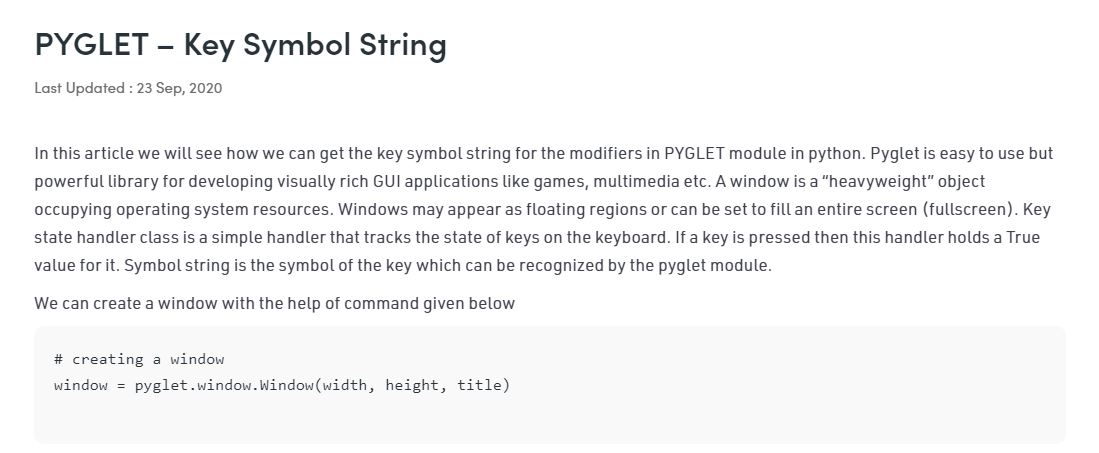 PYGLET – Key Symbol String
Last Updated : 23 Sep, 2020
In this article we will see how we can get the key symbol string for the modifiers in PYGLET module in python. Pyglet is easy to use but
powerful library for developing visually rich GUI applications like games, multimedia etc. A window is a “heavyweight” object
occupying operating system resources. Windows may appear as floating regions or can be set to fill an entire screen (fullscreen). Key
state handler class is a simple handler that tracks the state of keys on the keyboard. If a key is pressed then this handler holds a True
value for it. Symbol string is the symbol of the key which can be recognized by the pyglet module.
We can create a window with the help of command given below
# creating a window
window = pyglet.window.Window(width, height, title)